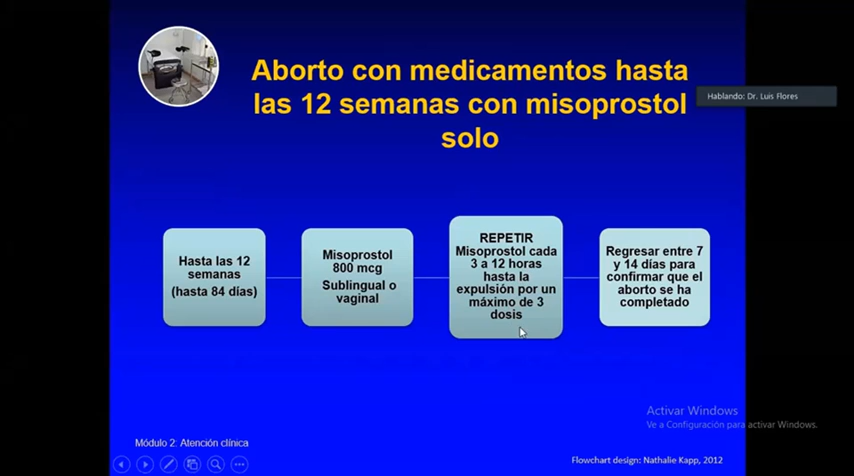 Aborto con medicamentos hasta
las 12 semanas con misoprostol
solo
Hablando: Dr. Luis Flores
Hasta las 12
semanas
(hasta 84 días)
Misoprostol
800 mcg
Sublingual o
vaginal
REPETIR
Misoprostol cada
3 a 12 horas
hasta la
expulsión por un
máximo de 3
dosis
Regresar entre 7
y 14 días para
confirmar que el
aborto se ha
completado
Activar Windows
Ve a Configuración para activar Windows.
Módulo 2: Atención clínica
Flowchart design: Nathalie Kapp, 2012